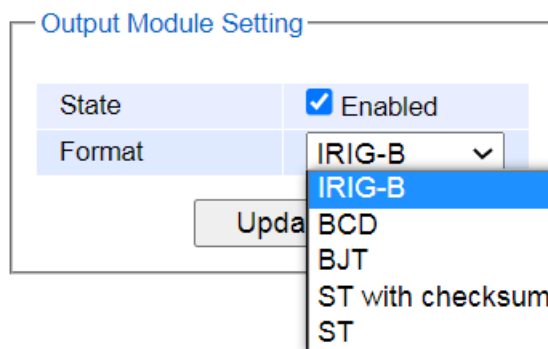 Output Module Setting
State Enabled
Format IRIG-B
IRIG-B
Upda BCD
BJT
ST with checksum
ST